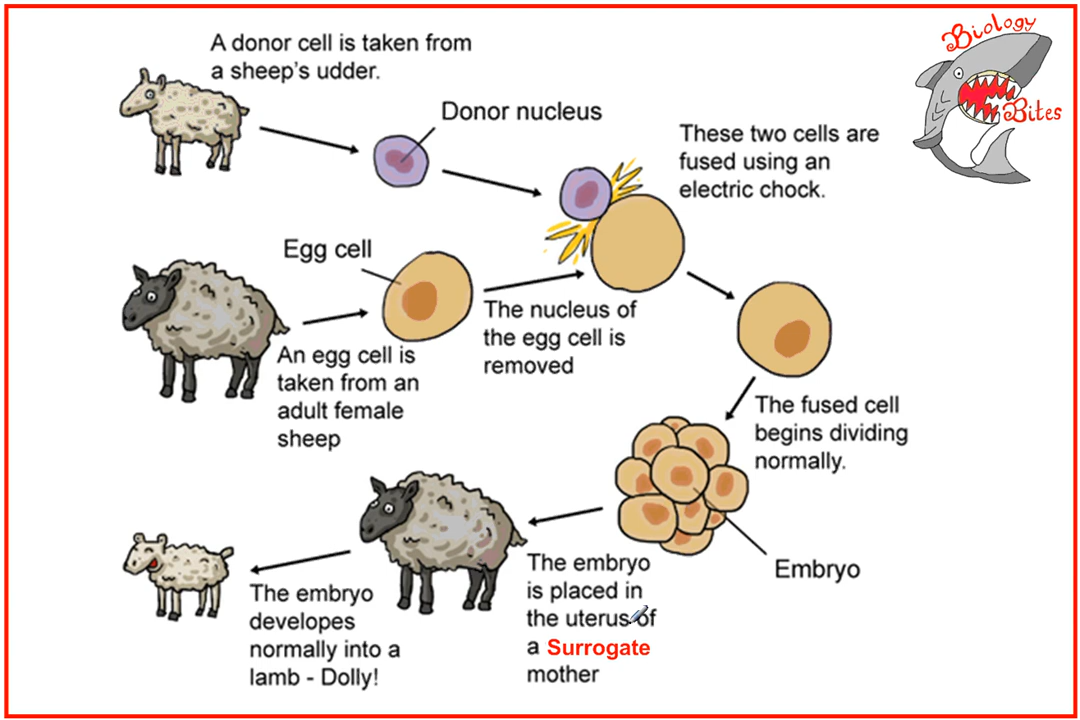 A donor cell is taken from
a sheep's udder.
Donor nucleus
Biology
Bites
These two cells are
fused using an
electric chock.
Egg cell
The nucleus of
the egg cell is
removed
An egg cell is
taken from an
adult female
sheep
The fused cell
begins dividing
normally.
Embryo
The embryo
is placed in
the uterus of
a Surrogate
mother
The embryo
developes
normally into a
lamb - Dolly!